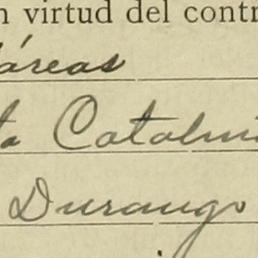 n virtud del contr
áreas
ta Catalin
Durango